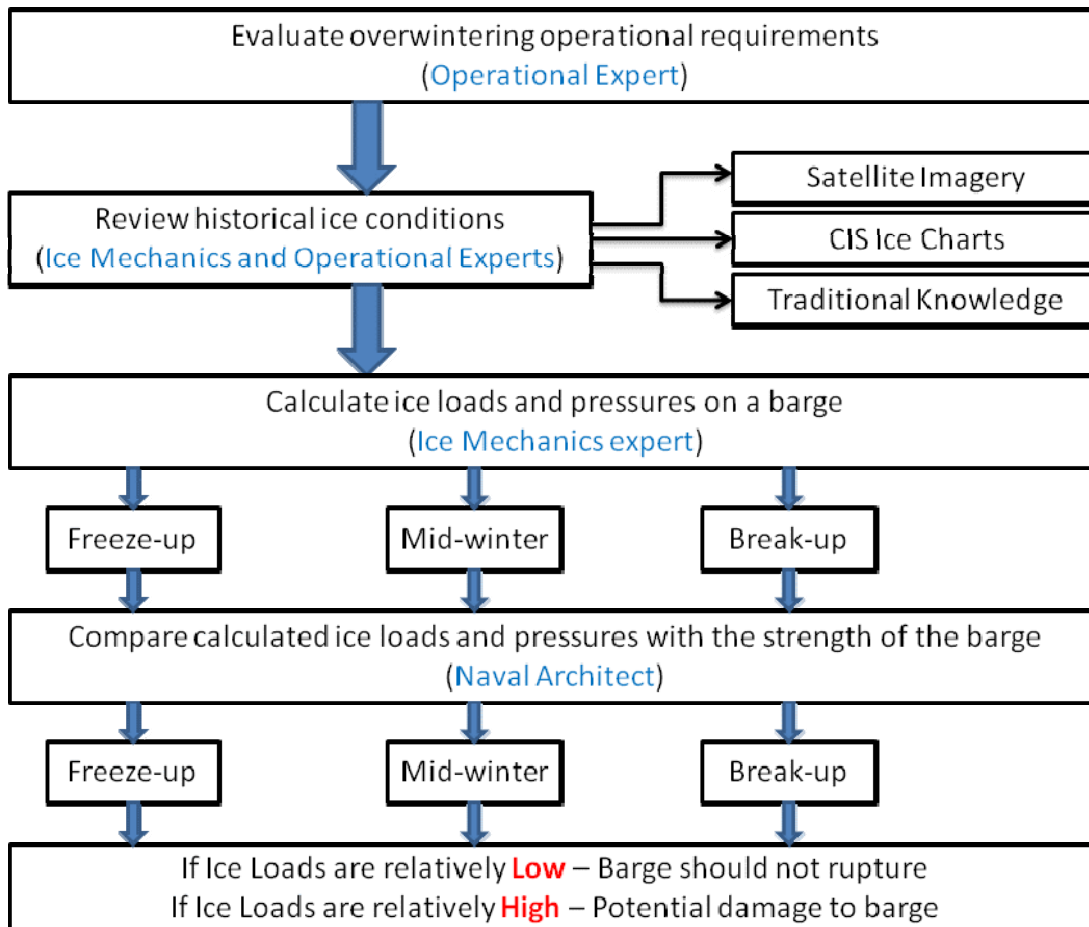 Evaluate overwintering operational requirements
(Operational Expert)
Review historical ice conditions
(Ice Mechanics and Operational Experts)
Satellite Imagery
CIS Ice Charts
Traditional Knowledge
Calculate ice loads and pressures on a barge
(Ice Mechanics expert)
Freeze-up
Mid-winter
Break-up
Compare calculated ice loads and pressures with the strength of the barge
(Naval Architect)
Freeze-up
Mid-winter
Break-up
If Ice Loads are relatively Low – Barge should not rupture
If Ice Loads are relatively High – Potential damage to barge